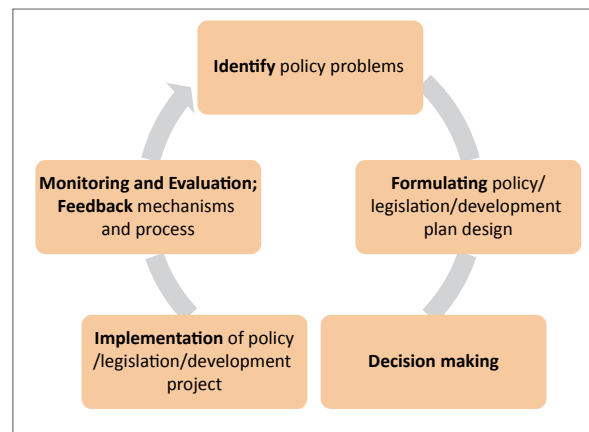 Identify policy problems
Formulating policy/
legislation/development
plan design
Decision making
Implementation of policy
/legislation/development
project
Monitoring and Evaluation;
Feedback mechanisms
and process